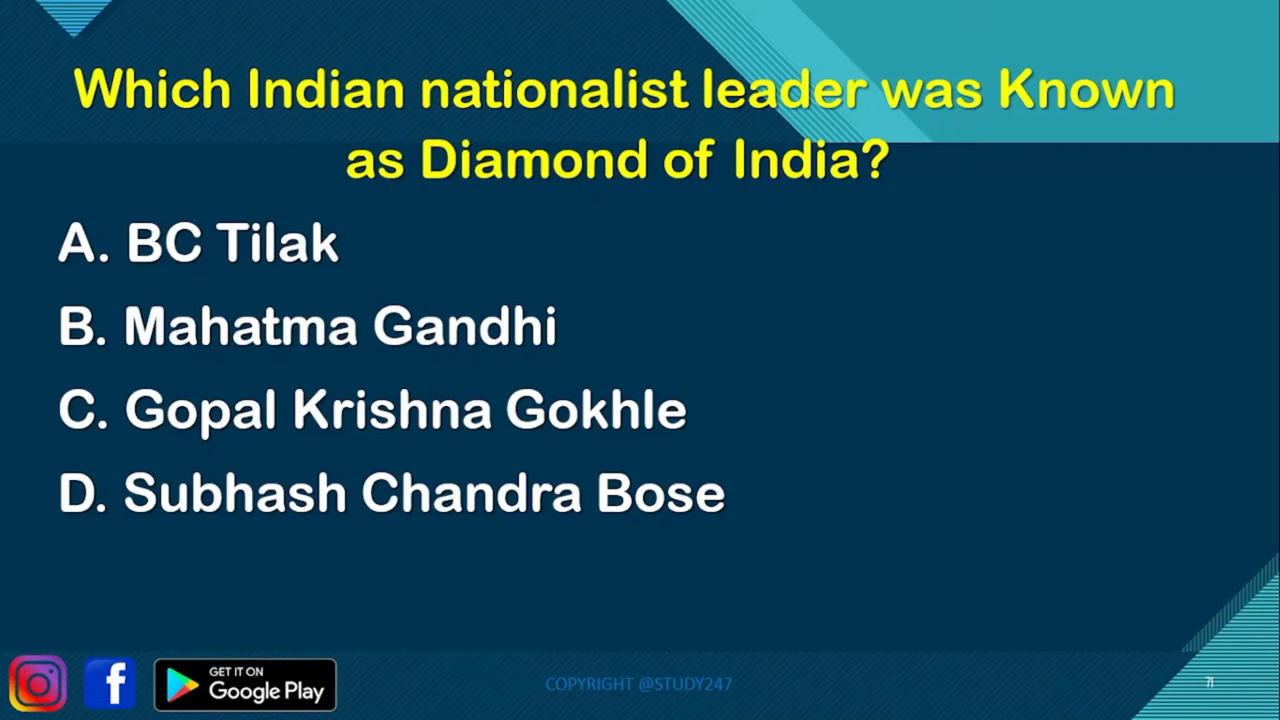 Which Indian nationalist leader was Known
as Diamond of India?
A. BC Tilak
B. Mahatma Gandhi
C. Gopal Krishna Gokhle
D. Subhash Chandra Bose
GET IT ON
Google Play
COPYRIGHT @STUDY247
71